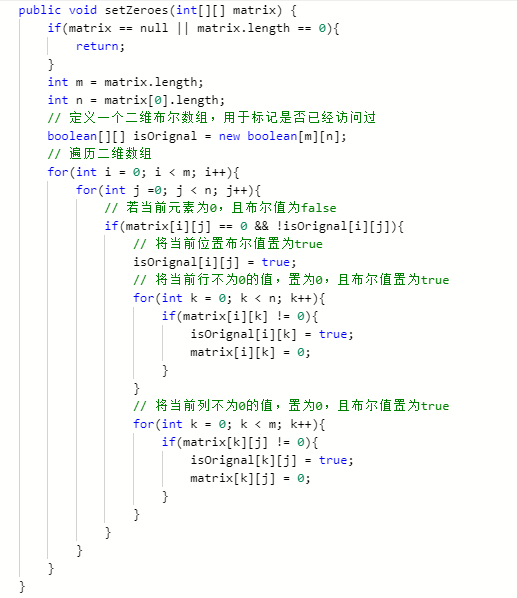 public void setZeroes(int[][] matrix) {
    if(matrix == null || matrix.length == 0){
        return;
    }
    int m = matrix.length;
    int n = matrix[0].length;
    // 定义一个二维布尔数组，用于标记是否已经访问过
    boolean[][] isOrignal = new boolean[m][n];
    // 遍历二维数组
    for(int i = 0; i < m; i++){
        for(int j =0; j < n; j++){
            // 若当前元素为0，且布尔值为false
            if(matrix[i][j] == 0 && !isOrignal[i][j]){
                // 将当前位置布尔值置为true
                isOrignal[i][j] = true;
                // 将当前行不为0的值，置为0，且布尔值置为true
                for(int k = 0; k < n; k++){
                    if(matrix[i][k] != 0){
                        isOrignal[i][k] = true;
                        matrix[i][k] = 0;
                    }
                }
                // 将当前列不为0的值，置为0，且布尔值置为true
                for(int k = 0; k < m; k++){
                    if(matrix[k][j] != 0){
                        isOrignal[k][j] = true;
                        matrix[k][j] = 0;
                    }
                }
            }
        }
    }
}